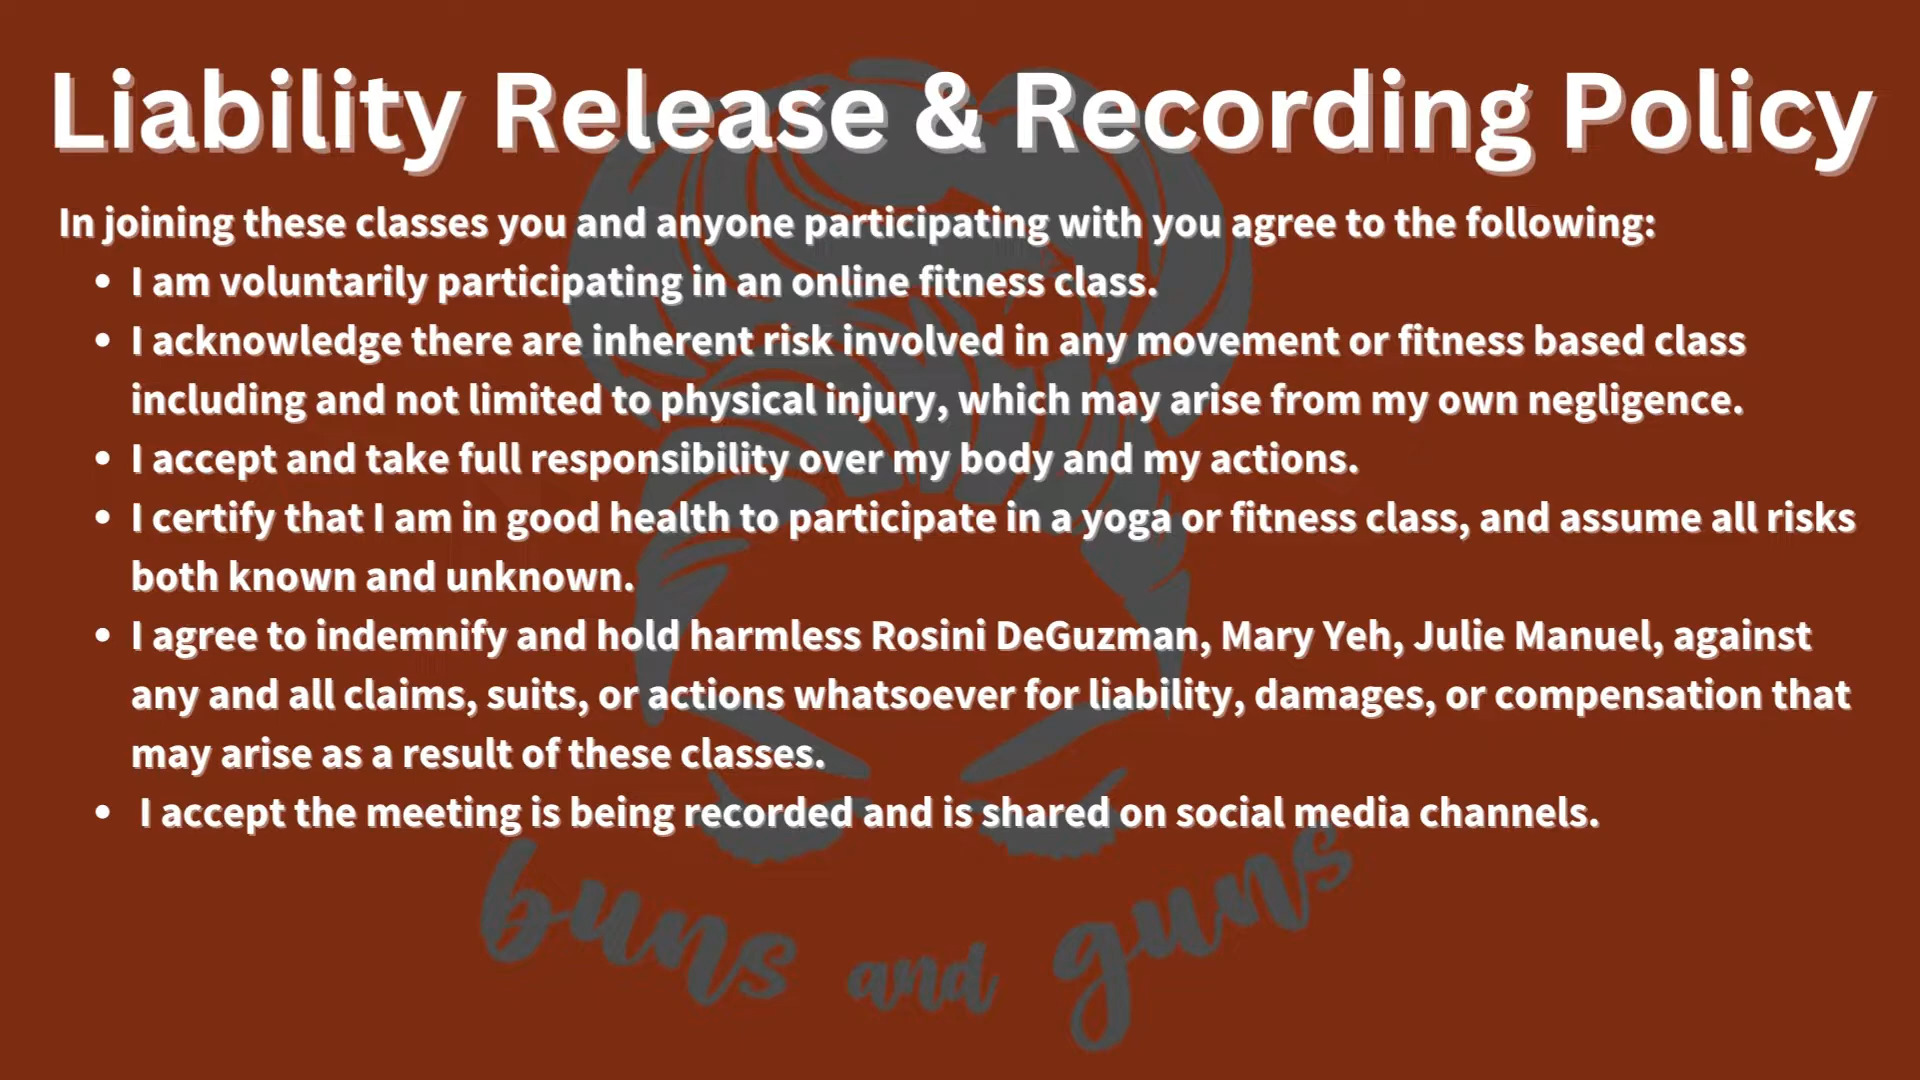 Liability Release & Recording Policy
In joining these classes you and anyone participating with you agree to the following:
• I am voluntarily participating in an online fitness class.
• I acknowledge there are inherent risk involved in any movement or fitness based class
including and not limited to physical injury, which may arise from my own negligence.
• I accept and take full responsibility over my body and my actions.
• I certify that I am in good health to participate in a yoga or fitness class, and assume all risks
both known and unknown.
• I agree to indemnify and hold harmless Rosini DeGuzman, Mary Yeh, Julie Manuel, against
any and all claims, suits, or actions whatsoever for liability, damages, or compensation that
may arise as a result of these classes.
• I accept the meeting is being recorded and is shared on social media channels.
buns and guns